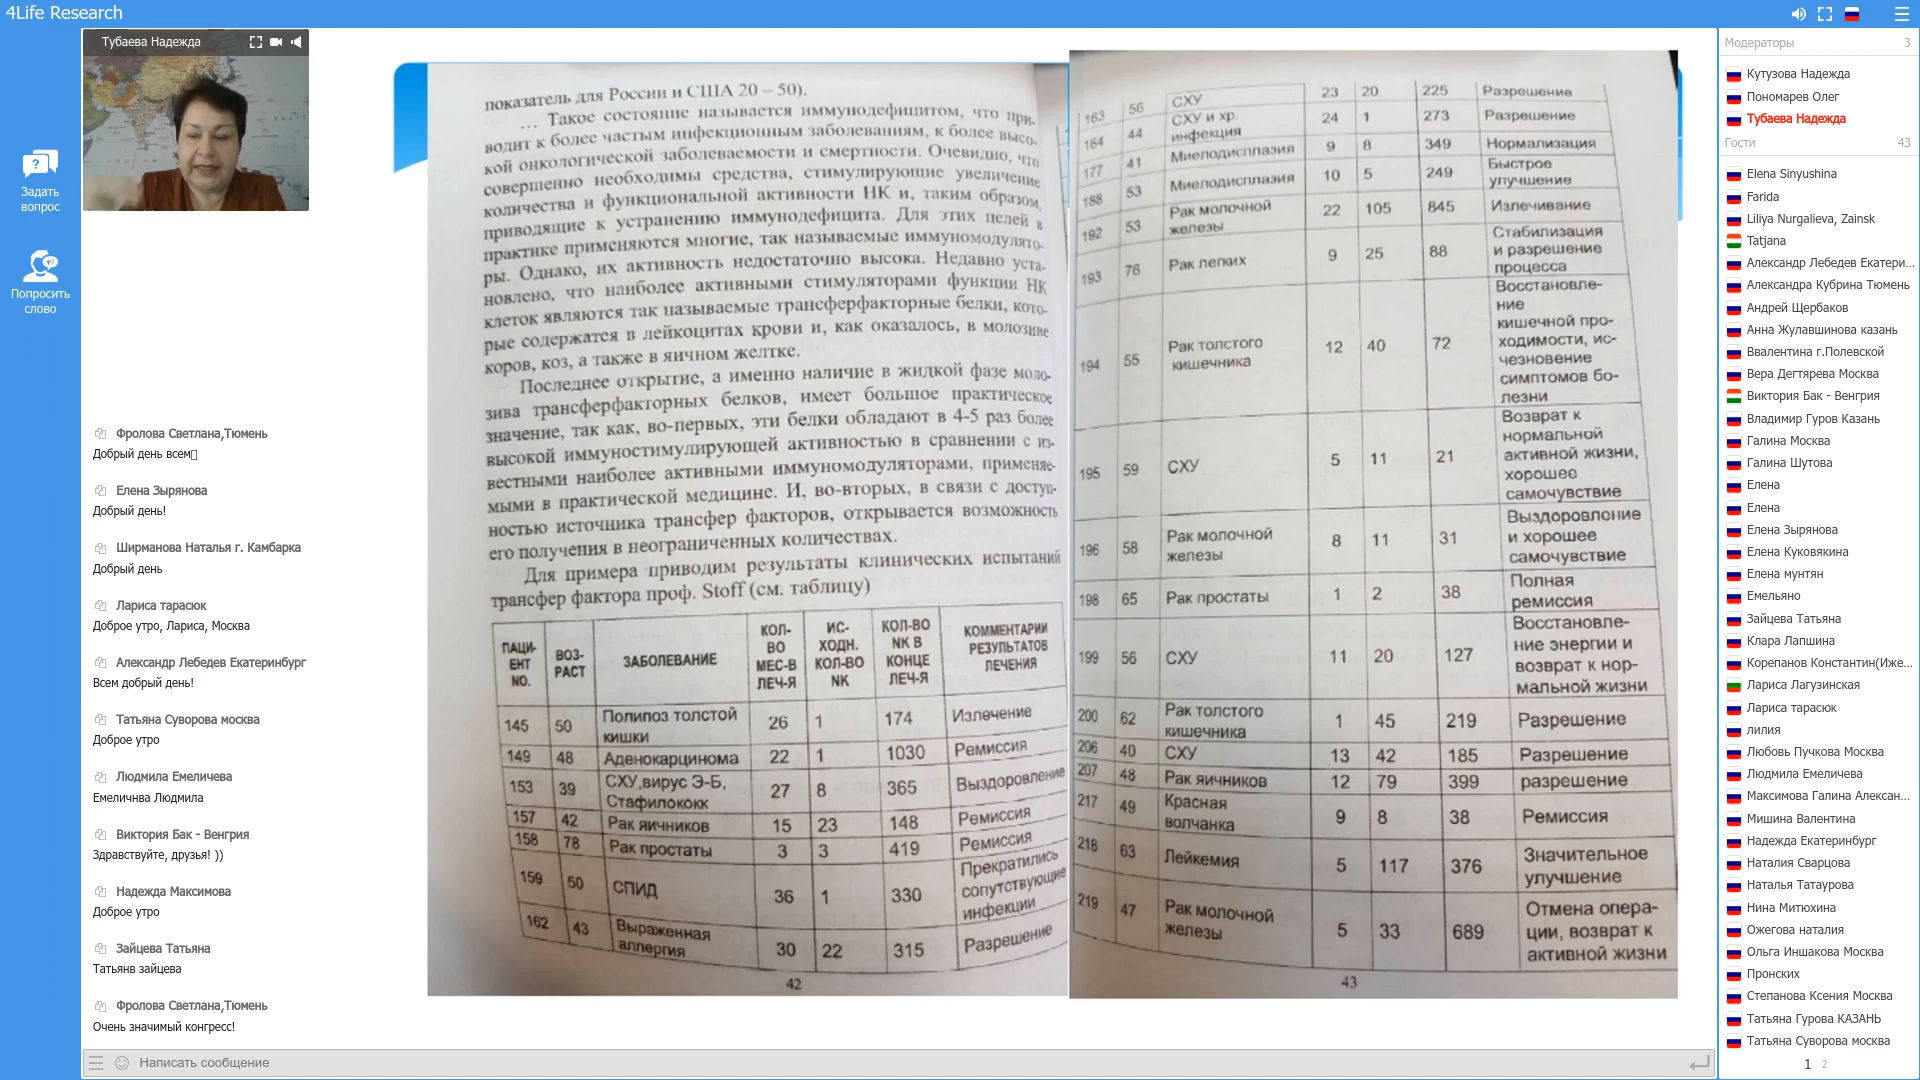 4Life Research
Тубаева Надежда
Задать
вопрос
Попросить
слово
Фролова Светлана,Тюмень
Добрый день всем
Елена Зырянова
Добрый день!
Ширманова Наталья г. Камбарка
Добрый день
Лариса тарасюк
Доброе утро, Лариса, Москва
Александр Лебедев Екатеринбург
Всем добрый день!
Татьяна Суворова москва
Доброе утро
Людмила Емеличева
Емеличнва Людмила
Виктория Бак - Венгрия
Здравствуйте, друзья! ))
Надежда Максимова
Доброе утро
Зайцева Татьяна
Татьянв зайцева
Фролова Светлана,Тюмень
Очень значимый конгресс!
Написать сообщение
показатель для России и США 20 – 50).
... Такое состояние называется иммунодефицитом, что при-
водит к более частым инфекционным заболеваниям, к более высо-
кой онкологической заболеваемости и смертности. Очевидно, что
совершенно необходимы средства, стимулирующие увеличение
количества и функциональной активности НК и, таким образом,
приводящие к устранению иммунодефицита. Для этих целей в
практике применяются многие, так называемые иммуномодулято-
ры. Однако, их активность недостаточно высока. Недавно уста-
новлено, что наиболее активными стимуляторами функции НК
клеток являются так называемые трансферфакторные белки, кото-
рые содержатся в лейкоцитах крови и, как оказалось, в молозиве
коров, коз, а также в яичном желтке.
Последнее открытие, а именно наличие в жидкой фазе моло-
зива трансферфакторных белков, имеет большое практическое
значение, так как, во-первых, эти белки обладают в 4-5 раз более
высокой иммуностимулирующей активностью в сравнении с из-
вестными наиболее активными иммуномодуляторами, применяе-
мыми в практической медицине. И, во-вторых, в связи с доступ-
ностью источника трансфер факторов, открывается возможность
его получения в неограниченных количествах.
Для примера приводим результаты клинических испытаний
трансфер фактора проф. Stoff (см. таблицу)
ПАЦИ-
ЕНТ
NO.
ВОЗ-
РАСТ
ЗАБОЛЕВАНИЕ
КОЛ-
ВО
МЕС-В
ЛЕЧ-Я
ИС-
ХОДН.
КОЛ-ВО
NK
КОЛ-ВО
NK В
КОНЦЕ
ЛЕЧ-Я
КОММЕНТАРИИ
РЕЗУЛЬТАТОВ
ЛЕЧЕНИЯ
145 50 Полипоз толстой 26 1 174 Излечение
кишки
149 48 Аденокарцинома 22 1 1030 Ремиссия
153 39 СХУ,вирус Э-Б, 27 8 365 Выздоровление
Стафилококк
157 42 Рак яичников 15 23 148 Ремиссия
158 78 Рак простаты 3 3 419 Ремиссия
159 50 СПИД 36 1 330 Прекратились
сопутствующие
инфекции
162 43 Выраженная 30 22 315 Разрешение
аллергия
42
163 56 СХУ 23 20 225 Разрешение
164 44 СХУ и хр. 24 1 273 Разрешение
инфекция
177 41 Миелодисплазия 9 8 349 Нормализация
188 53 Миелодисплазия 10 5 249 Быстрое
улучшение
192 53 Рак молочной 22 105 845 Излечивание
железы
193 76 Рак легких 9 25 88 Стабилизация
и разрешение
процесса
194 55 Рак толстого 12 40 72 Восстановле-
кишечника
ние
кишечной про-
ходимости, ис-
чезновение
симптомов бо-
лезни
195 59 СХУ 5 11 21 Возврат к
нормальной
активной жизни,
хорошее
самочувствие
196 58 Рак молочной 8 11 31 Выздоровление
железы
и хорошее
самочувствие
198 65 Рак простаты 1 2 38 Полная
ремиссия
199 56 СХУ 11 20 127 Восстановле-
ние энергии и
возврат к нор-
мальной жизни
200 62 Рак толстого 1 45 219 Разрешение
кишечника
206 40 СХУ 13 42 185 Разрешение
207 48 Рак яичников 12 79 399 разрешение
217 49 Красная 9 8 38 Ремиссия
волчанка
218 63 Лейкемия 5 117 376 Значительное
улучшение
219 47 Рак молочной 5 33 689 Отмена опера-
железы
ции, возврат к
активной жизни
43
Модераторы 3
Кутузова Надежда
Пономарев Олег
Тубаева Надежда
Гости 43
Elena Sinyushina
Farida
Liliya Nurgalieva, Zainsk
Tatjana
Александр Лебедев Екатери...
Александра Кубрина Тюмень
Андрей Щербаков
Анна Жулавшинова казань
Ввалентина г.Полевской
Вера Дегтярева Москва
Виктория Бак - Венгрия
Владимир Гуров Казань
Галина Москва
Галина Шутова
Елена
Елена
Елена Зырянова
Елена Куковякина
Елена мунтян
Емельяно
Зайцева Татьяна
Клара Лапшина
Корепанов Константин(Иже...
Лариса Лагузинская
Лариса тарасюк
лилия
Любовь Пучкова Москва
Людмила Емеличева
Максимова Галина Алексан...
Мишина Валентина
Надежда Екатеринбург
Наталия Сварцова
Наталья Татаурова
Нина Митюхина
Ожегова наталия
Ольга Иншакова Москва
Пронских
Степанова Ксения Москва
Татьяна Гурова КАЗАНЬ
Татьяна Суворова москва
1 2